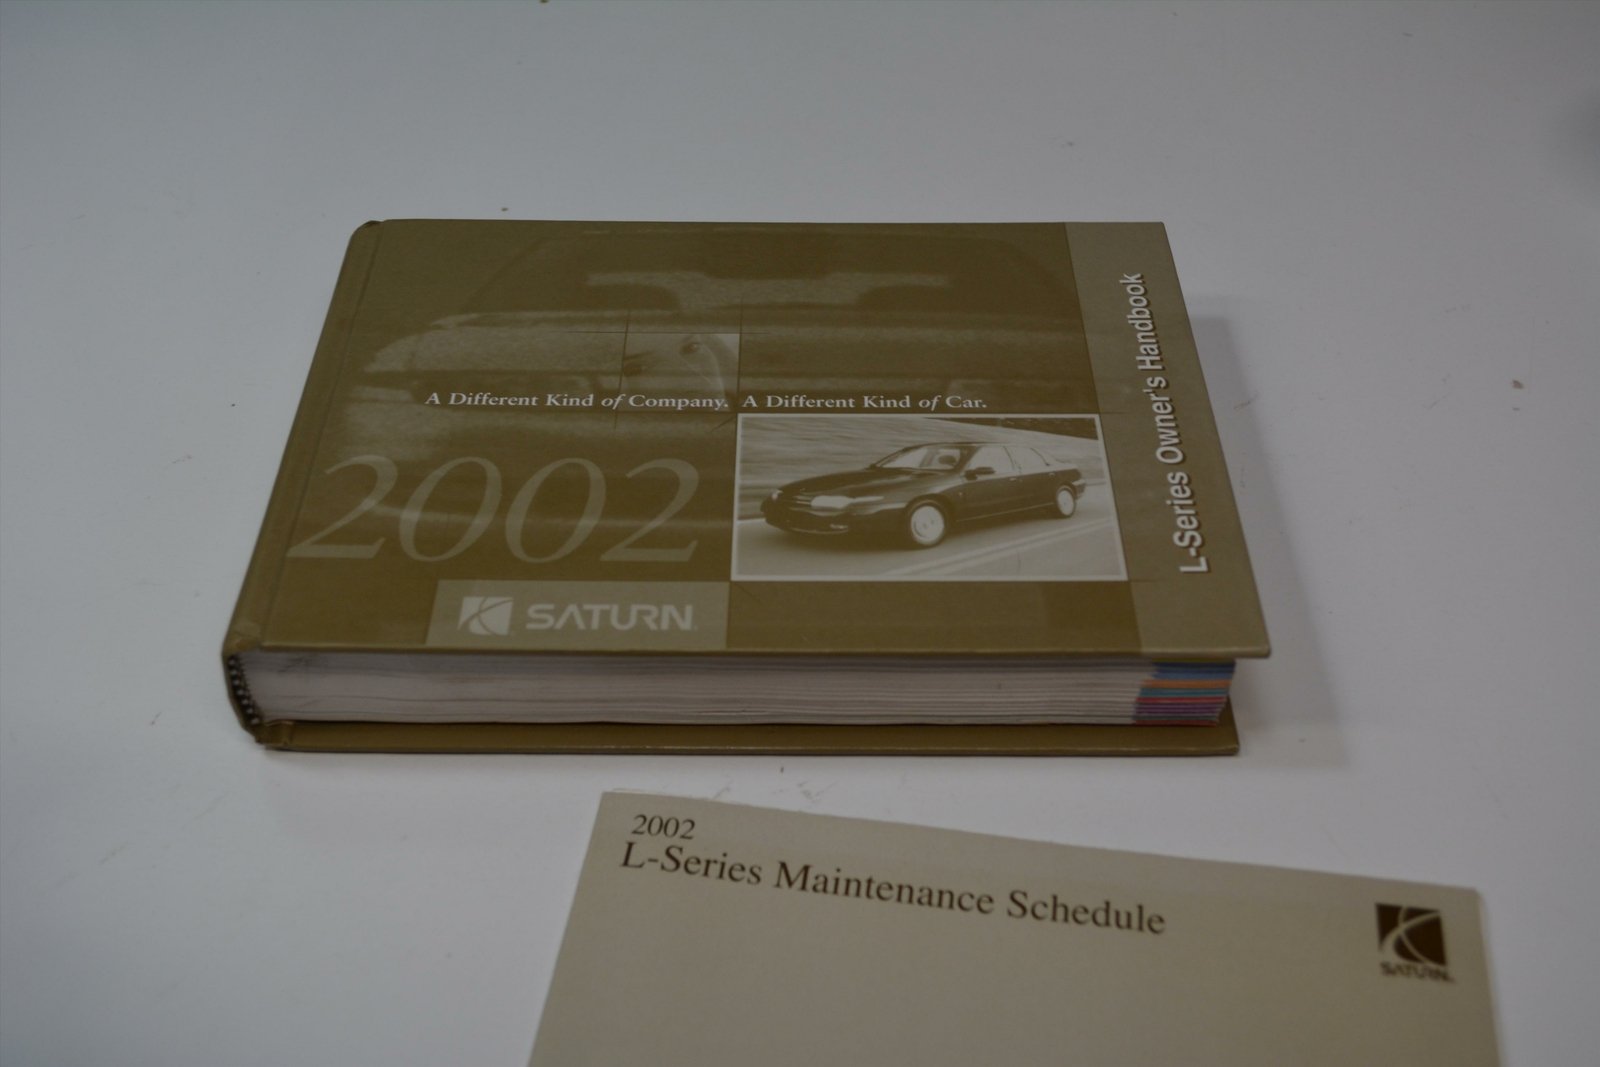 A Different Kind of Company. A Different Kind of Car.
2002
SATURN
L-Series Owner's Handbook
2002
L-Series Maintenance Schedule
SATURN